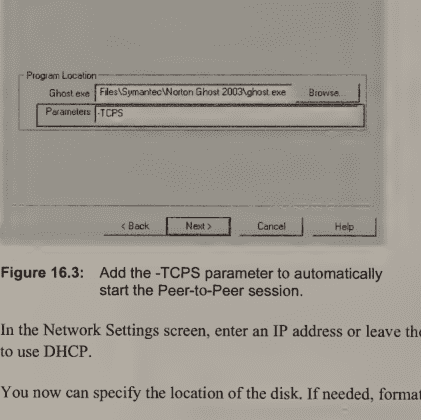 Program Location
Ghost exe Files\Symantec\Norton Ghost 2003\ghost.exe Browse...
Parameters -TCPS
< Back Next > Cancel Help
Figure 16.3: Add the -TCPS parameter to automatically
start the Peer-to-Peer session.
In the Network Settings screen, enter an IP address or leave the
to use DHCP.
You now can specify the location of the disk. If needed, format